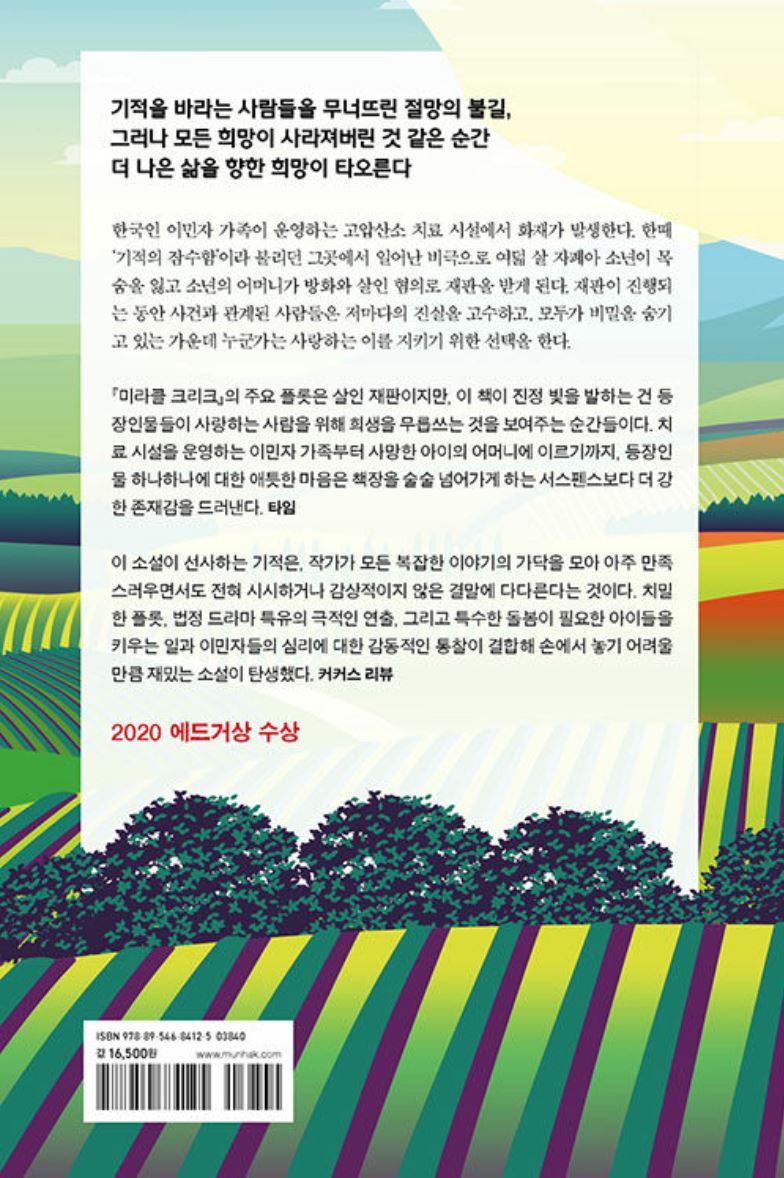 기적을 바라는 사람들을 무너뜨린 절망의 불길,
그러나 모든 희망이 사라져버린 것 같은 순간
더 나은 삶을 향한 희망이 타오른다
한국인 이민자 가족이 운영하는 고압산소 치료 시설에서 화재가 발생한다. 한때
‘기적의 잠수함’이라 불리던 그곳에서 일어난 비극으로 여덟 살 자폐아 소년이 목
숨을 잃고 소년의 어머니가 방화와 살인 혐의로 재판을 받게 된다. 재판이 진행되
는 동안 사건과 관계된 사람들은 저마다의 진실을 고수하고, 모두가 비밀을 숨기
고 있는 가운데 누군가는 사랑하는 이를 지키기 위한 선택을 한다.
『미라클 크리크』의 주요 플롯은 살인 재판이지만, 이 책이 진정 빛을 발하는 건 등
장인물들이 사랑하는 사람을 위해 희생을 무릅쓰는 것을 보여주는 순간들이다. 치
료 시설을 운영하는 이민자 가족부터 사망한 아이의 어머니에 이르기까지, 등장인
물 하나하나에 대한 애틋한 마음은 책장을 술술 넘어가게 하는 서스펜스보다 더 강
한 존재감을 드러낸다. 타임
이 소설이 선사하는 기적은, 작가가 모든 복잡한 이야기의 가닥을 모아 아주 만족
스러우면서도 전혀 시시하거나 감상적이지 않은 결말에 다다른다는 것이다. 치밀
한 플롯, 법정 드라마 특유의 극적인 연출, 그리고 특수한 돌봄이 필요한 아이들을
키우는 일과 이민자들의 심리에 대한 감동적인 통찰이 결합해 손에서 놓기 어려울
만큼 재밌는 소설이 탄생했다. 커커스 리뷰
2020 에드거상 수상
ISBN 978-89-546-8412-5 03840
값 16,500원 www.munhak.com